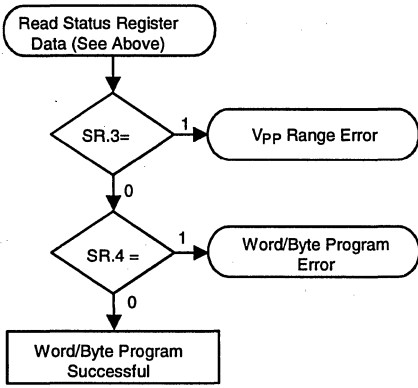 Read Status Register
Data (See Above)
SR.3=
1
VPP Range Error
0
SR.4 =
1
Word/Byte Program
Error
0
Word/Byte Program
Successful